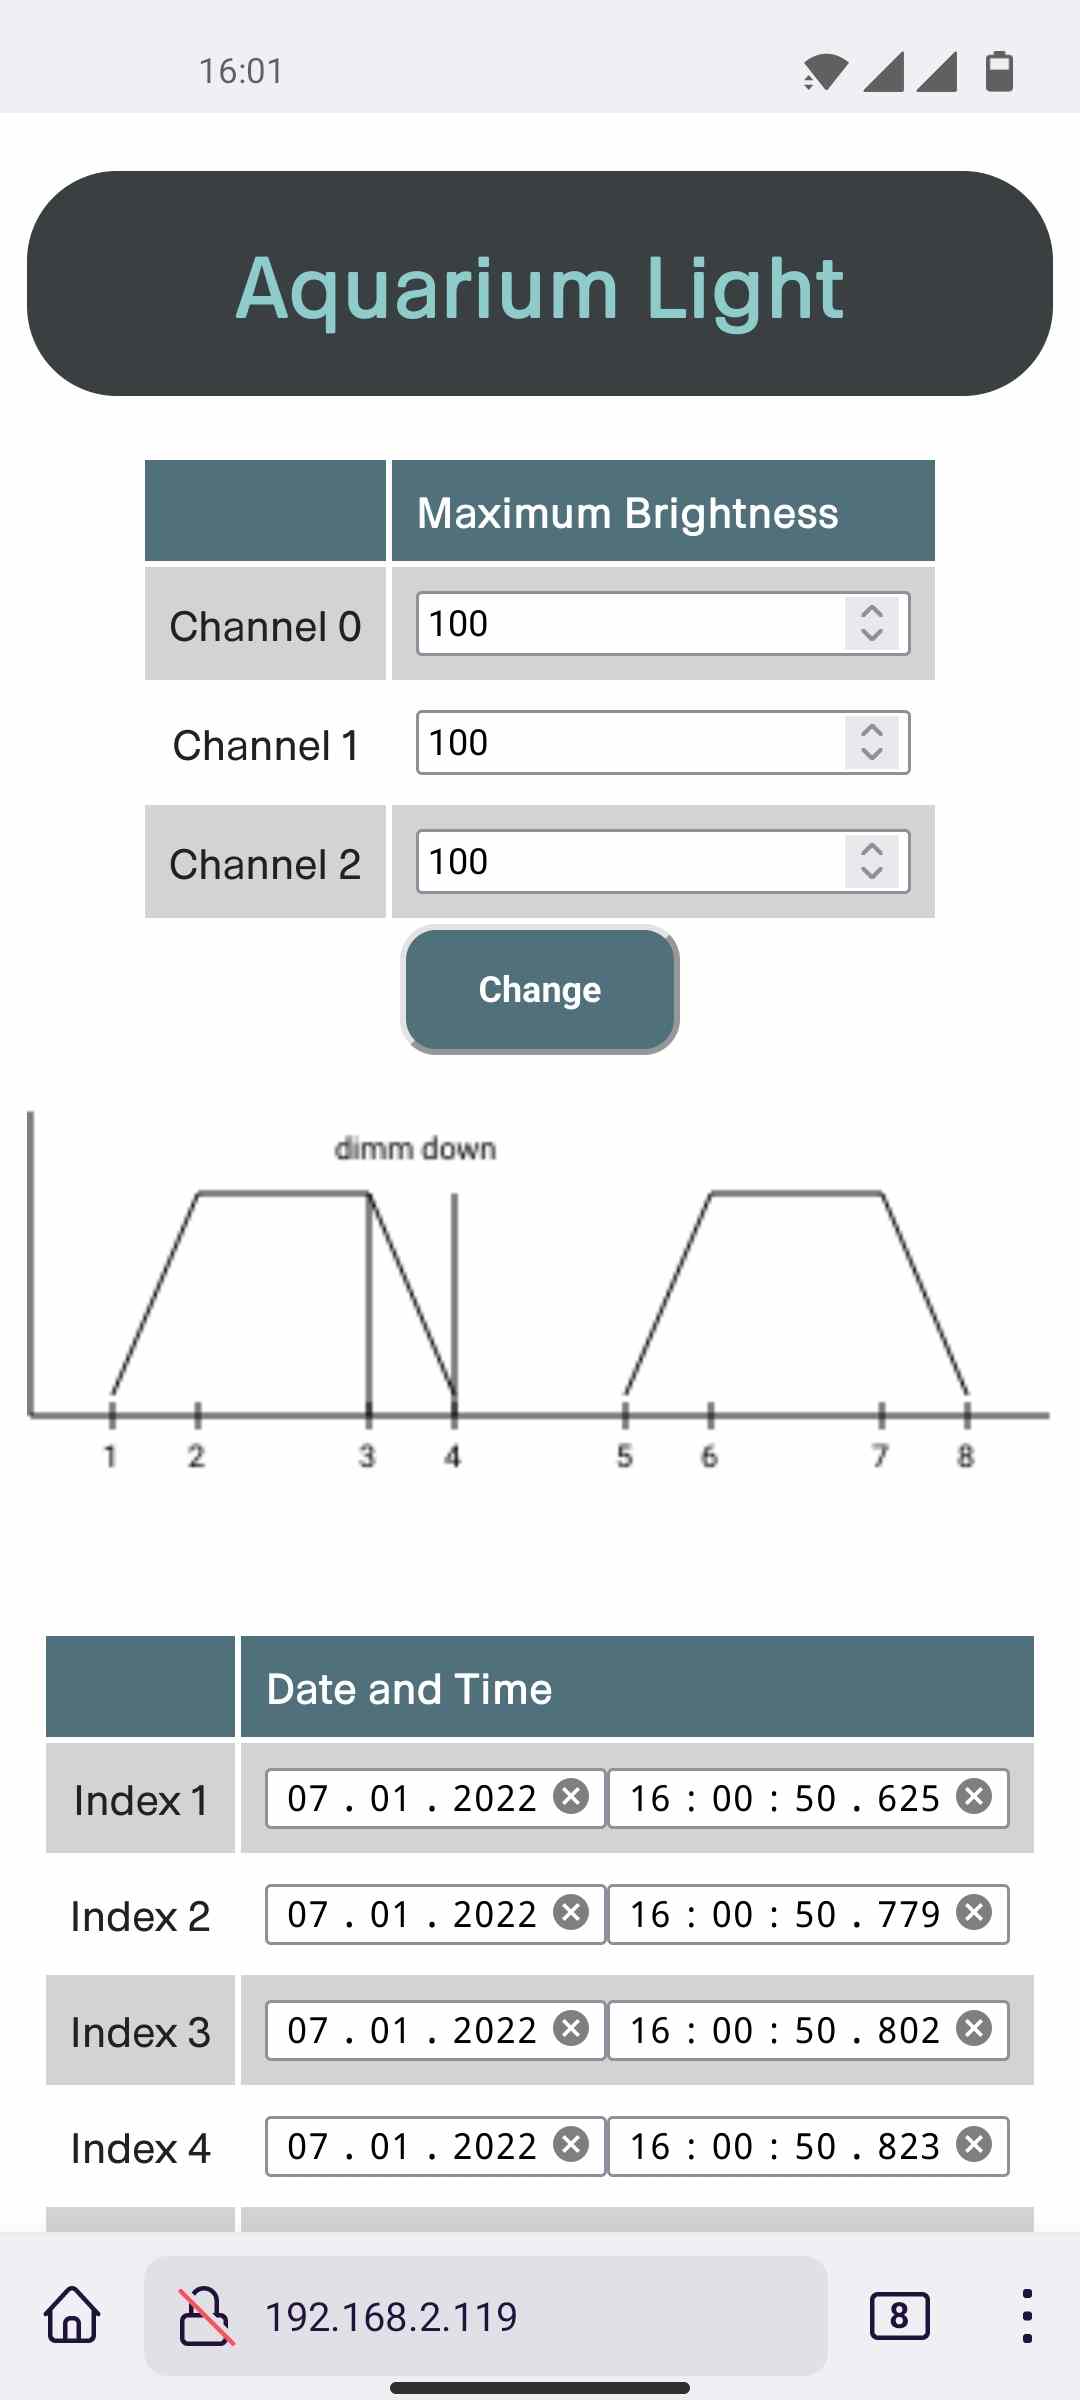 16:01
Aquarium Light
Maximum Brightness
Channel 0 100
Channel 1 100
Channel 2 100
Change
dimm down
1 2 3 4 5 6 7 8
Date and Time
Index 1 07 . 01 . 2022 16 : 00 : 50 . 625
Index 2 07 . 01 . 2022 16 : 00 : 50 . 779
Index 3 07 . 01 . 2022 16 : 00 : 50 . 802
Index 4 07 . 01 . 2022 16 : 00 : 50 . 823
192.168.2.119 8